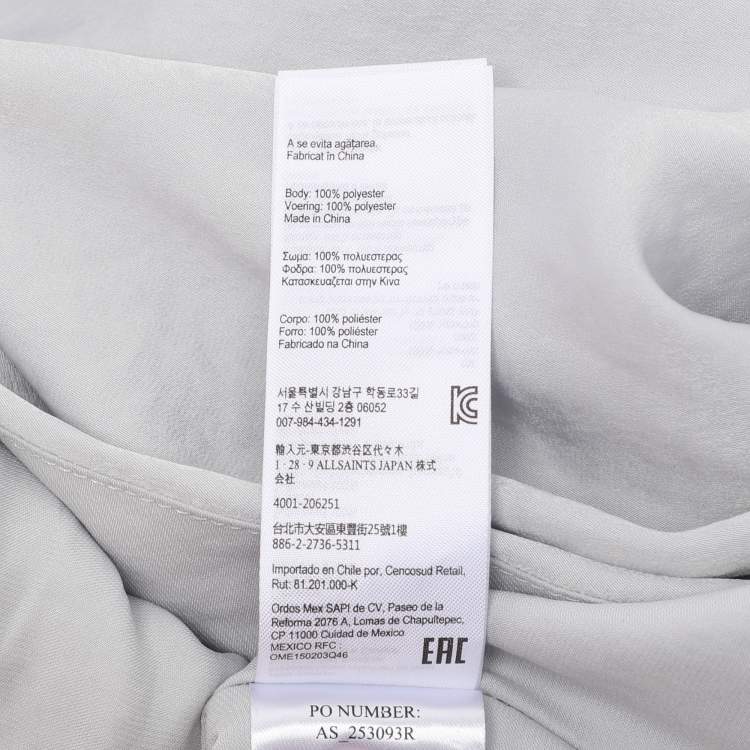 A se evita agăţarea.
Fabricat în China
Body: 100% polyester
Voering: 100% polyester
Made in China
Σωμα: 100% πολυεστερας
Φοδρα: 100% πολυεστερας
Κατασκευαζεται στην Κινα
Corpo: 100% poliéster
Forro: 100% poliéster
Fabricado na China
서울특별시 강남구 학동로33길
17 수 산빌딩 2층 06052
007-984-434-1291
輸入元-東京都渋谷区代々木
1‐28‐9 ALLSAINTS JAPAN 株式
会社
4001-206251
台北市大安區東豐街25號1樓
886-2-2736-5311
Importado en Chile por, Cencosud Retail,
Rut: 81.201.000-K
Ordos Mex SAPI de CV, Paseo de la
Reforma 2076 A, Lomas de Chapultepec,
CP 11000 Cuidad de Mexico
MEXICO RFC :
OME150203Q46
EAC
PO NUMBER:
AS_253093R